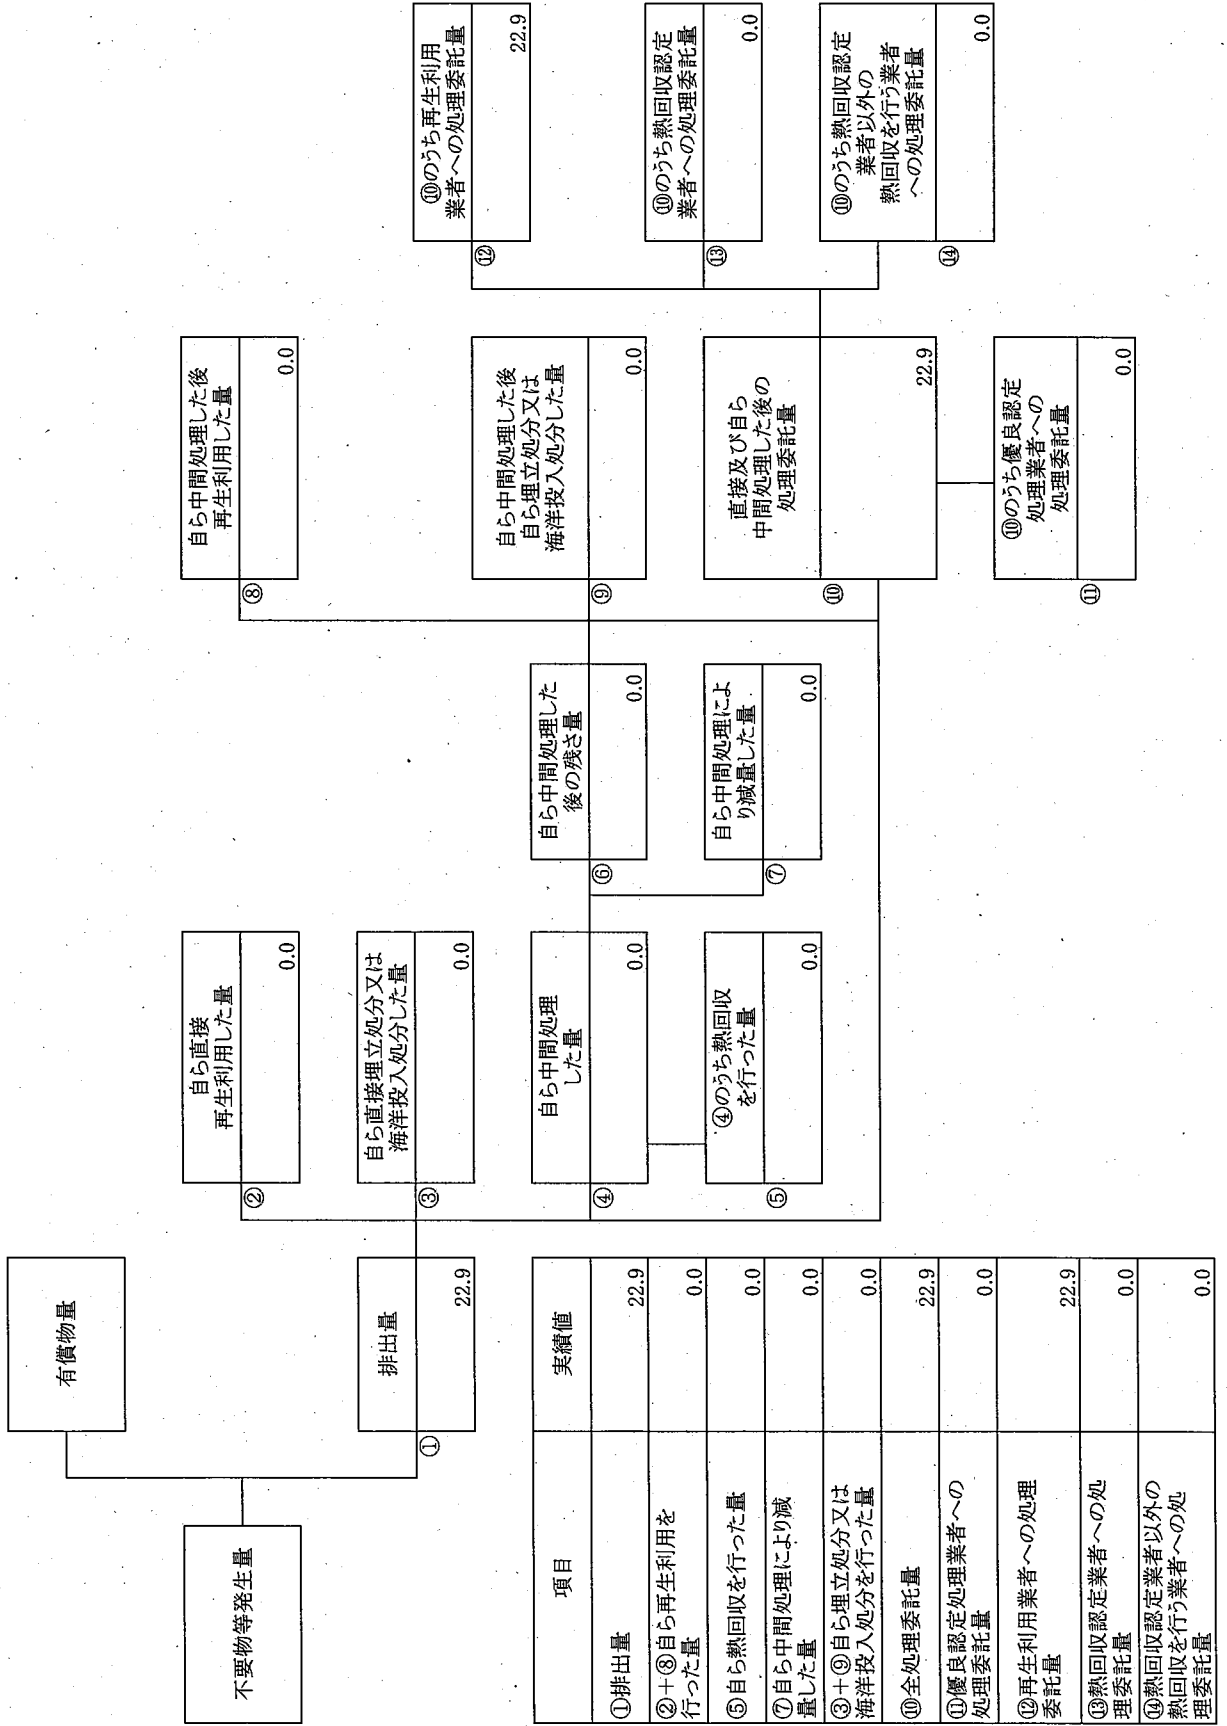 不要物等発生量
有償物量
①
排出量
22.9
②
自ら直接
再生利用した量
0.0
③
自ら直接埋立処分又は
海洋投入処分した量
0.0
④
自ら中間処理
した量
0.0
⑤
④のうち熱回収
を行った量
0.0
⑥
自ら中間処理した
後の残さ量
0.0
⑦
自ら中間処理によ
り減量した量
0.0
⑧
自ら中間処理した後
再生利用した量
0.0
⑨
自ら中間処理した後
自ら埋立処分又は
海洋投入処分した量
0.0
⑩
直接及び自ら
中間処理した後の
処理委託量
22.9
⑪
⑩のうち優良認定
処理業者への
処理委託量
0.0
⑫
⑩のうち再生利用
業者への処理委託量
22.9
⑬
⑩のうち熱回収認定
業者への処理委託量
0.0
⑭
⑩のうち熱回収認定
業者以外の
熱回収を行う業者
への処理委託量
0.0
項目 実績値
①排出量 22.9
②+⑧自ら再生利用を
行った量 0.0
⑤自ら熱回収を行った量 0.0
⑦自ら中間処理により減
量した量 0.0
③+⑨自ら埋立処分又は
海洋投入処分を行った量 0.0
⑩全処理委託量 22.9
⑪優良認定処理業者への
処理委託量 0.0
⑫再生利用業者への処理
委託量 22.9
⑬熱回収認定業者への処
理委託量 0.0
⑭熱回収認定業者以外の
熱回収を行う業者への処
理委託量 0.0